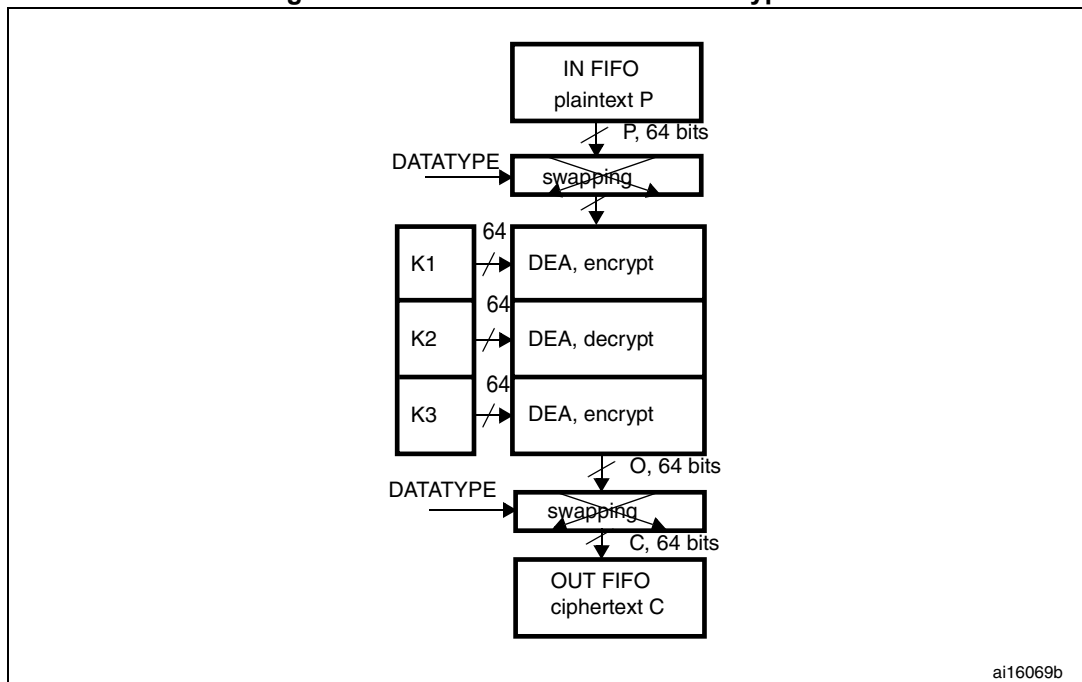 IN FIFO
plaintext P
P, 64 bits
DATATYPE
swapping
64
K1
DEA, encrypt
64
K2
DEA, decrypt
64
K3
DEA, encrypt
O, 64 bits
DATATYPE
swapping
C, 64 bits
OUT FIFO
ciphertext C
ai16069b